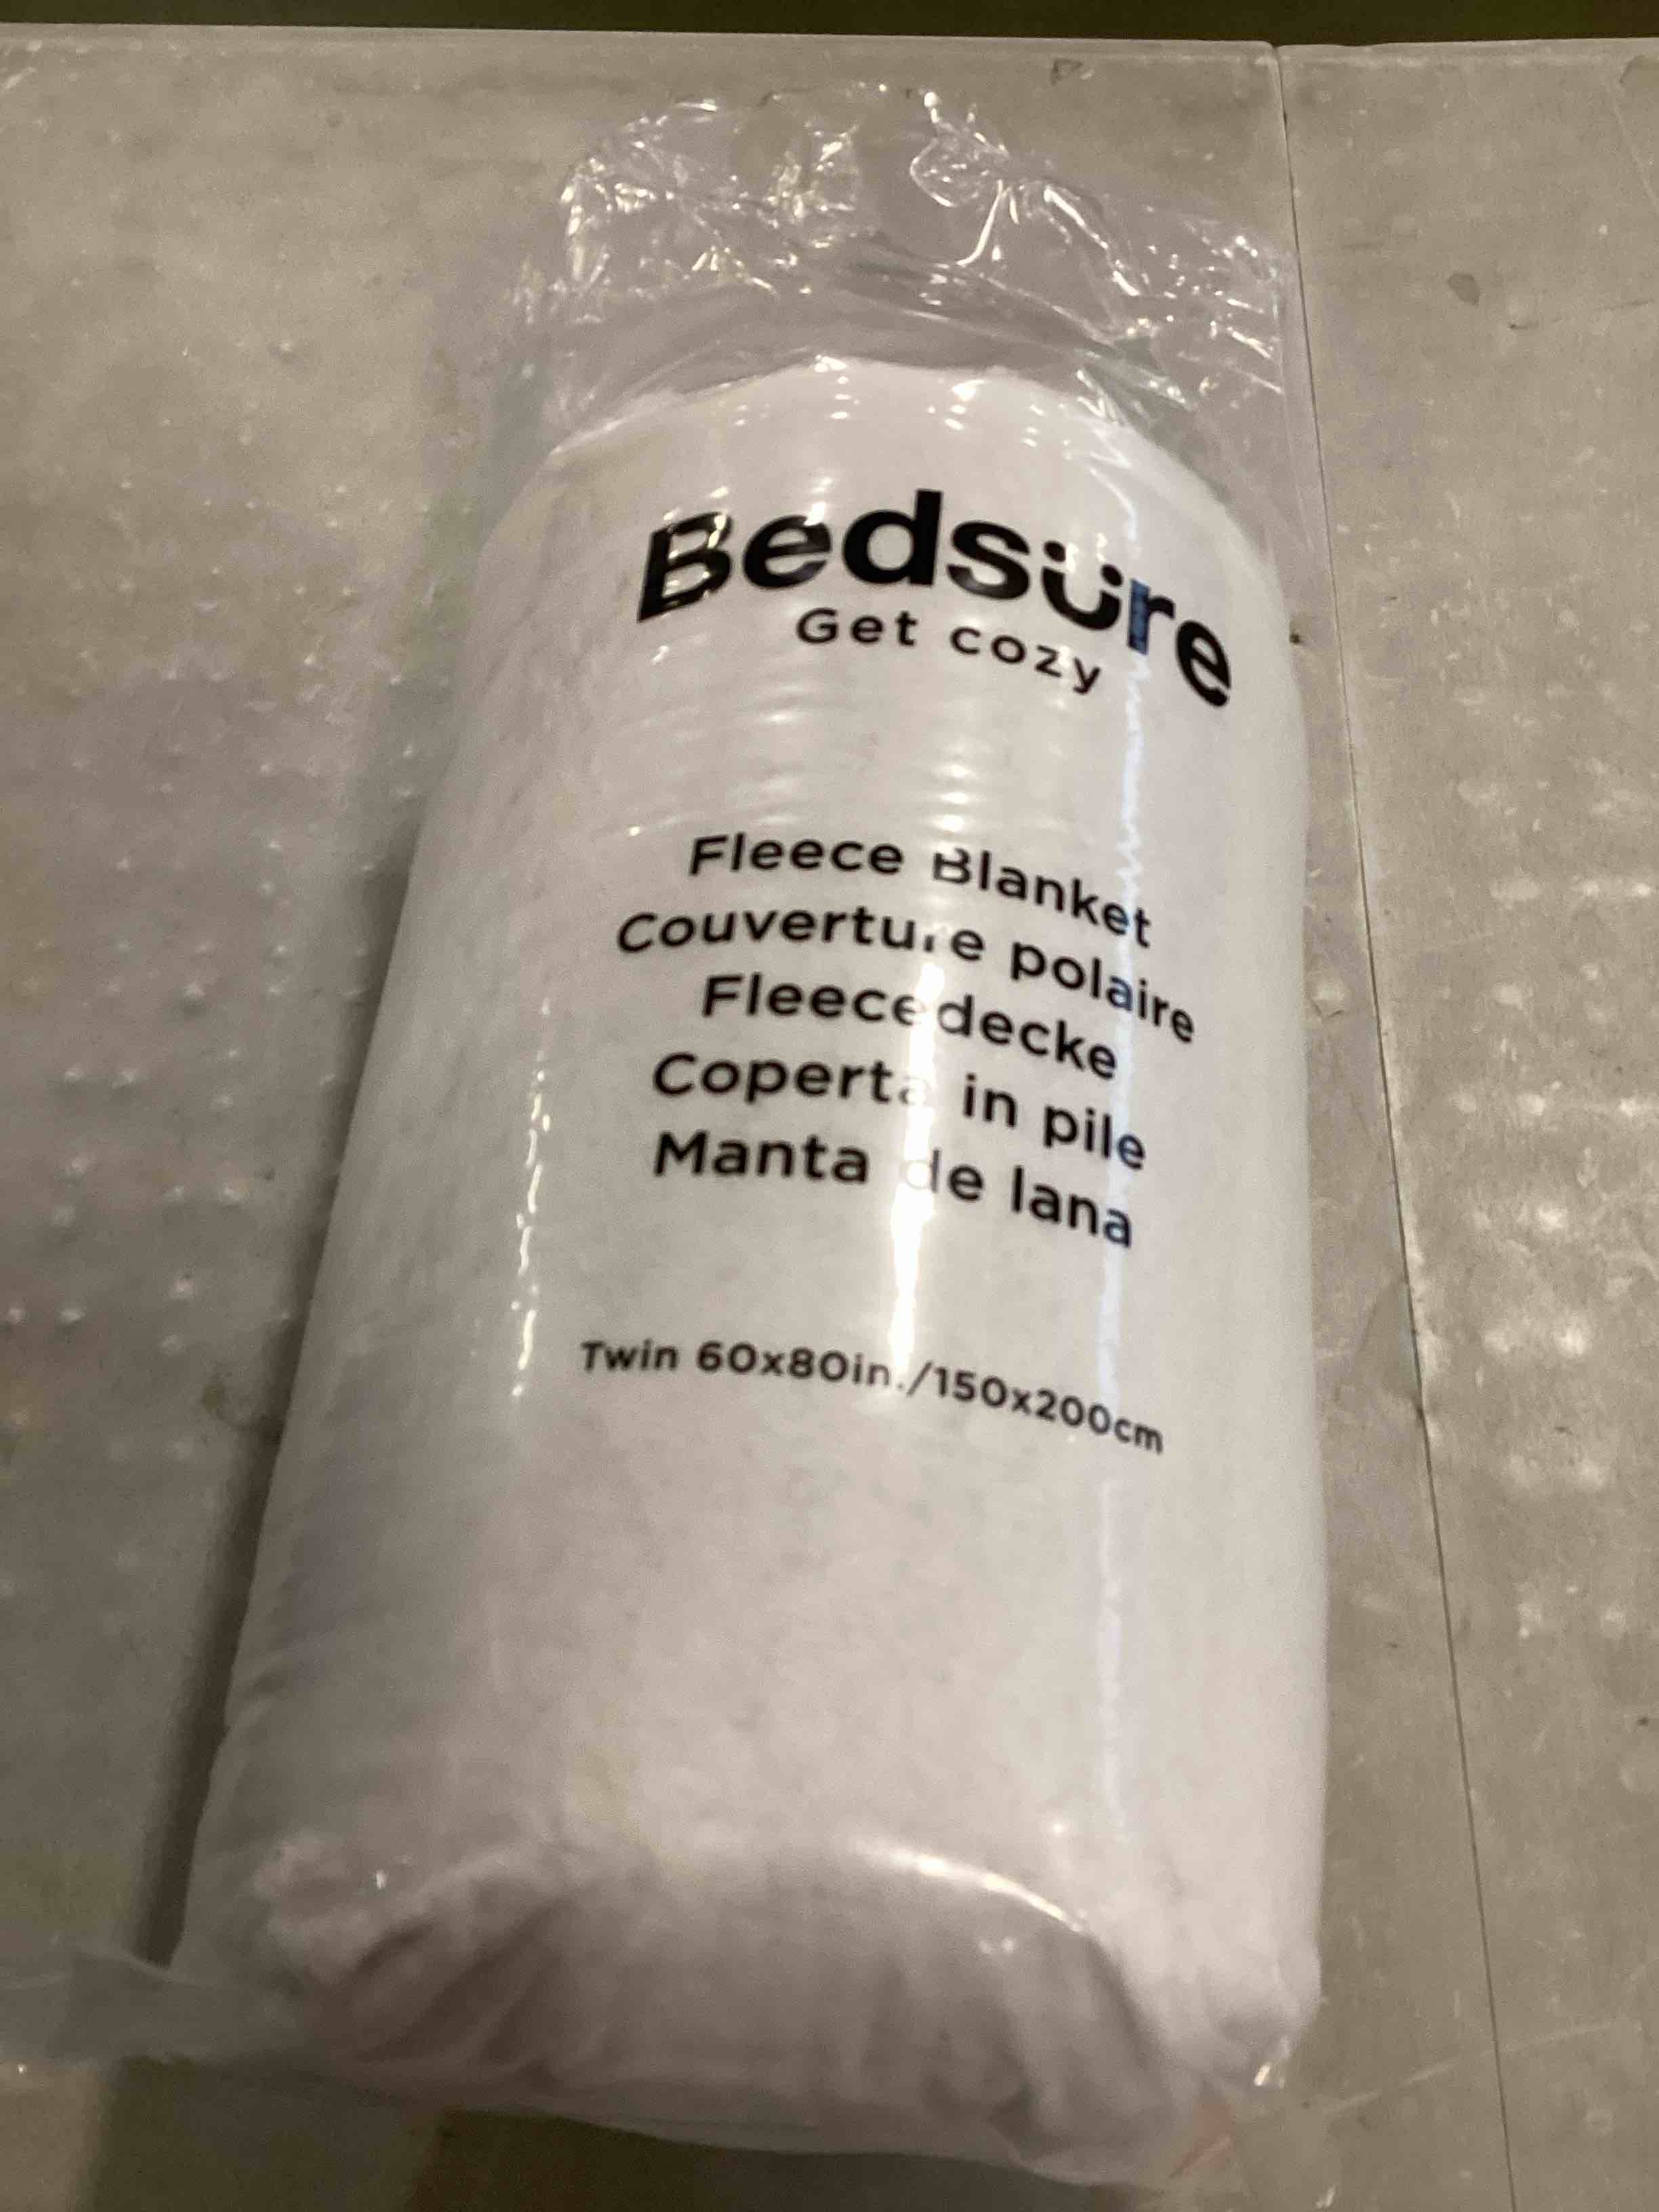 Bedsure
Get cozy
Fleece Blanket
Couverture polaire
Fleecedecke
Coperta in pile
Manta de lana
Twin 60x80in./150x200cm